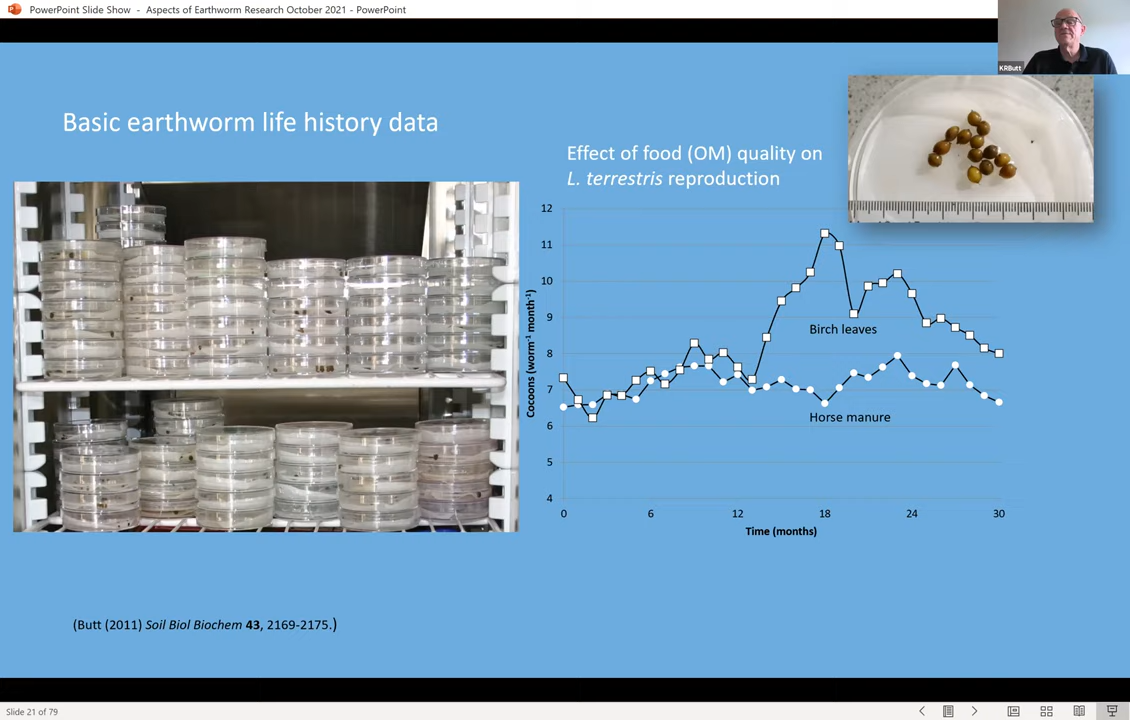 PowerPoint Slide Show - Aspects of Earthworm Research October 2021 - PowerPoint
KRButt
Basic earthworm life history data
Effect of food (OM) quality on
L. terrestris reproduction
12
11
10
9
8
7
6
5
4
Cocoons (worm⁻¹ month⁻¹)
Birch leaves
Horse manure
0 6 12 18 24 30
Time (months)
(Butt (2011) Soil Biol Biochem 43, 2169-2175.)
Slide 21 of 79